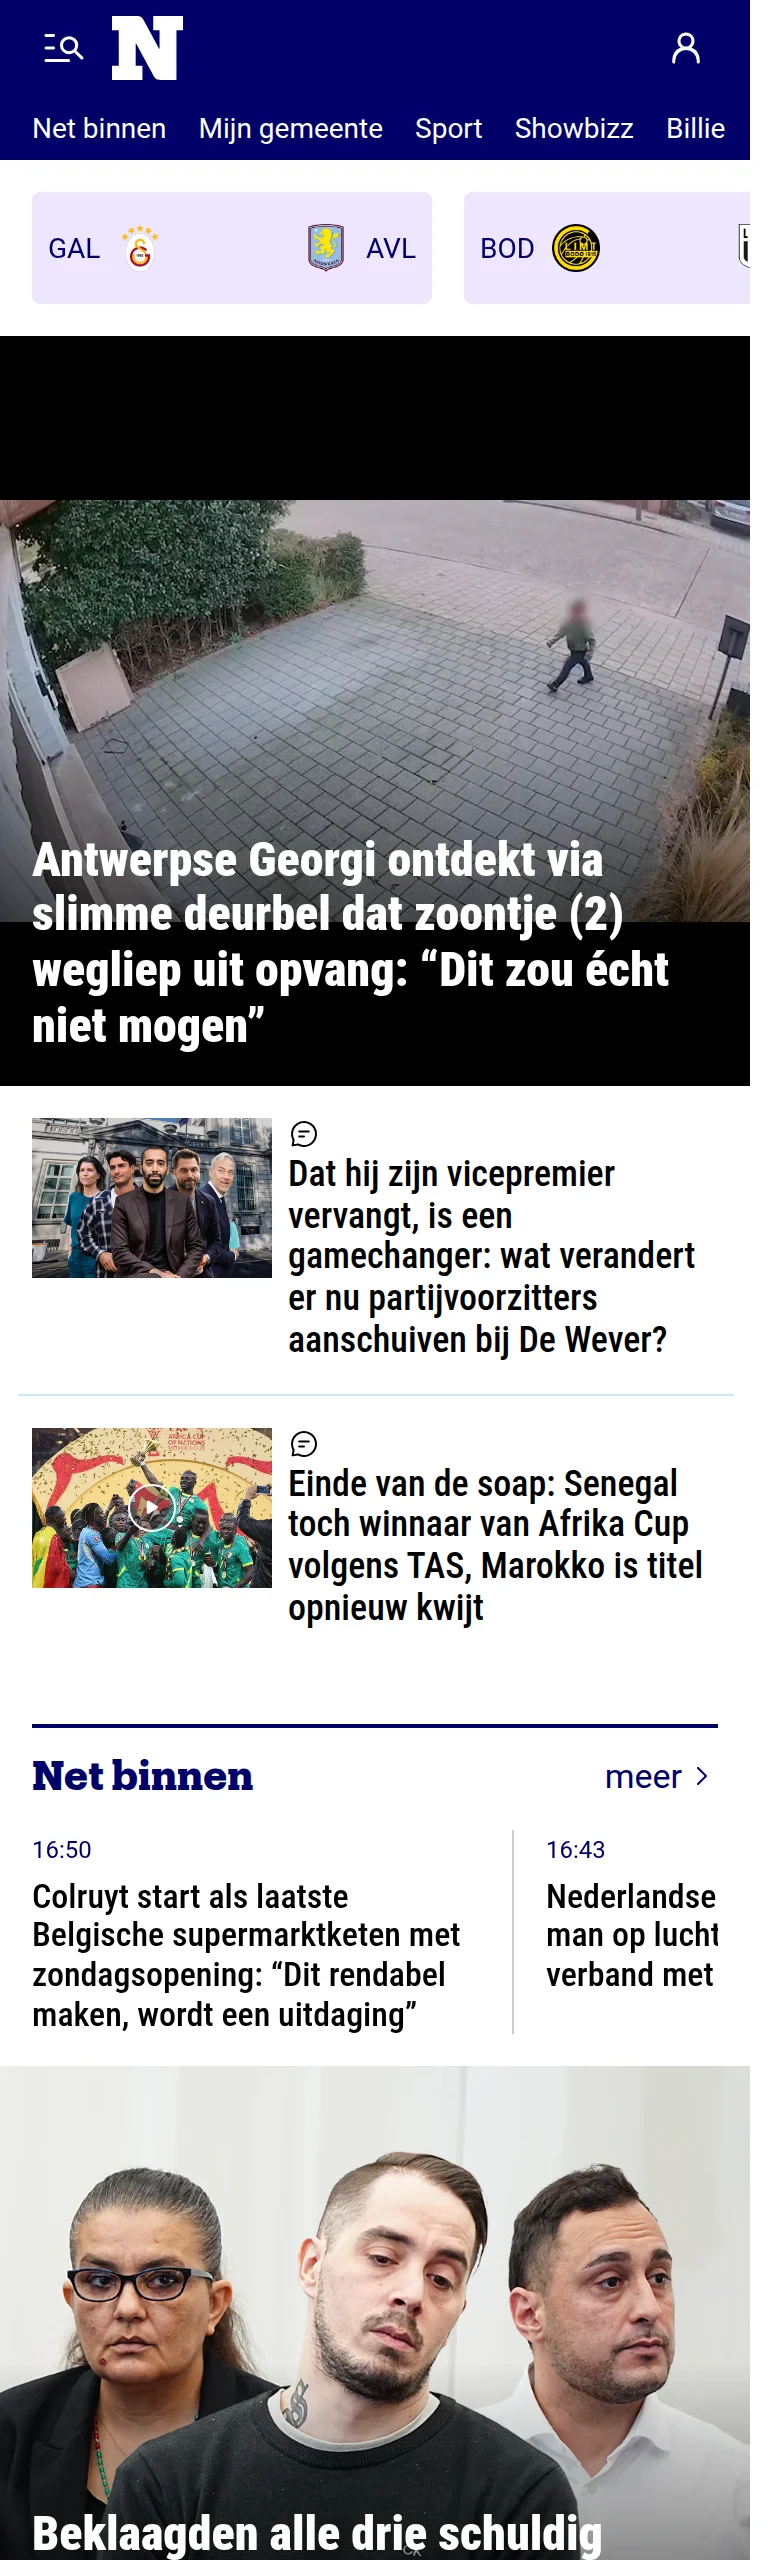 N
Net binnen Mijn gemeente Sport Showbizz Billie
GAL AVL BOD
Antwerpse Georgi ontdekt via
slimme deurbel dat zoontje (2)
wegliep uit opvang: “Dit zou écht
niet mogen”
Dat hij zijn vicepremier
vervangt, is een
gamechanger: wat verandert
er nu partijvoorzitters
aanschuiven bij De Wever?
Einde van de soap: Senegal
toch winnaar van Afrika Cup
volgens TAS, Marokko is titel
opnieuw kwijt
Net binnen
meer
16:50
Colruyt start als laatste
Belgische supermarktketen met
zondagsopening: “Dit rendabel
maken, wordt een uitdaging”
16:43
Nederlandse
man op lucht
verband met
Beklaagden alle drie schuldig